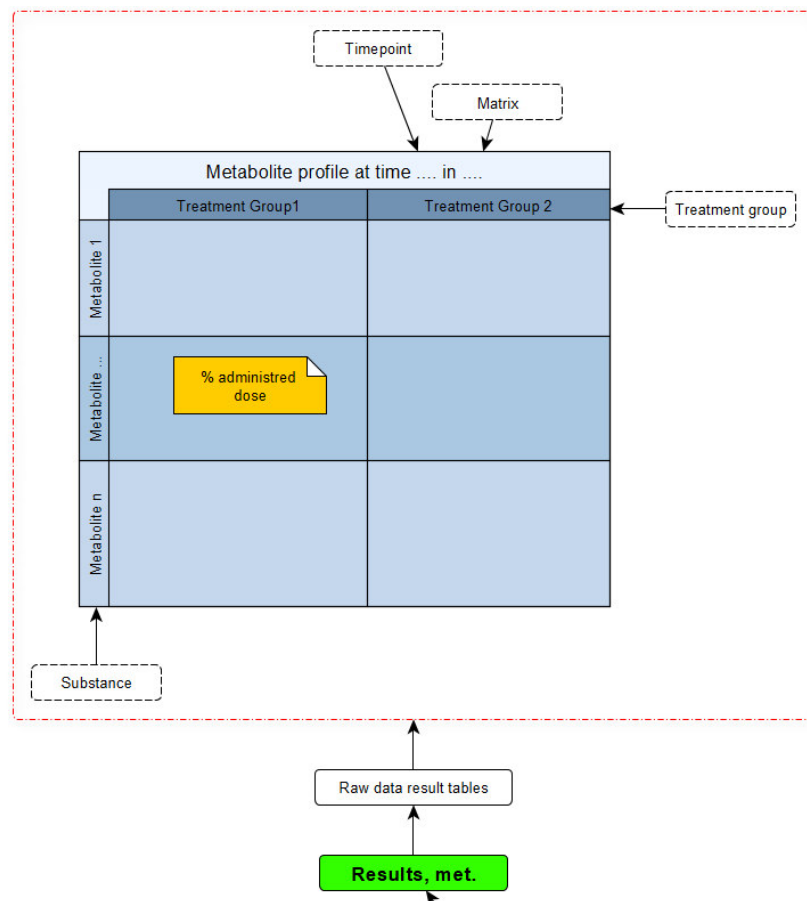 Timepoint
Matrix
Metabolite profile at time .... in ....
Treatment Group1
Treatment Group 2
Treatment group
Metabolite 1
Metabolite ...
% administred
dose
Metabolite n
Substance
Raw data result tables
Results, met.